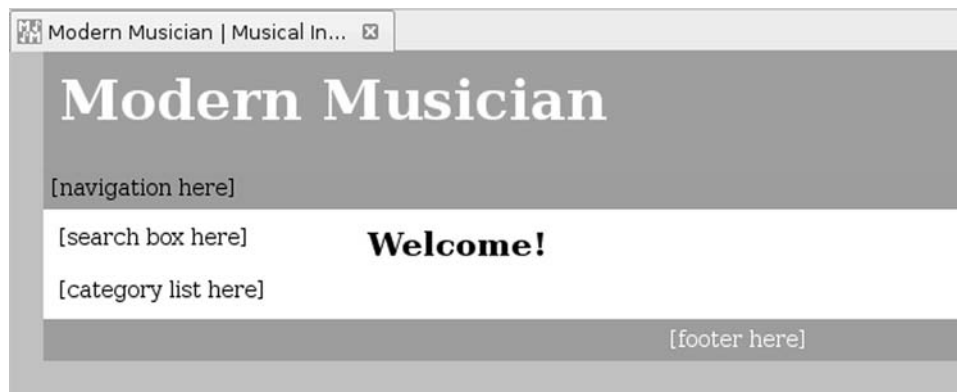 Modern Musician | Musical In...
Modern Musician
[navigation here]
[search box here]
Welcome!
[category list here]
[footer here]